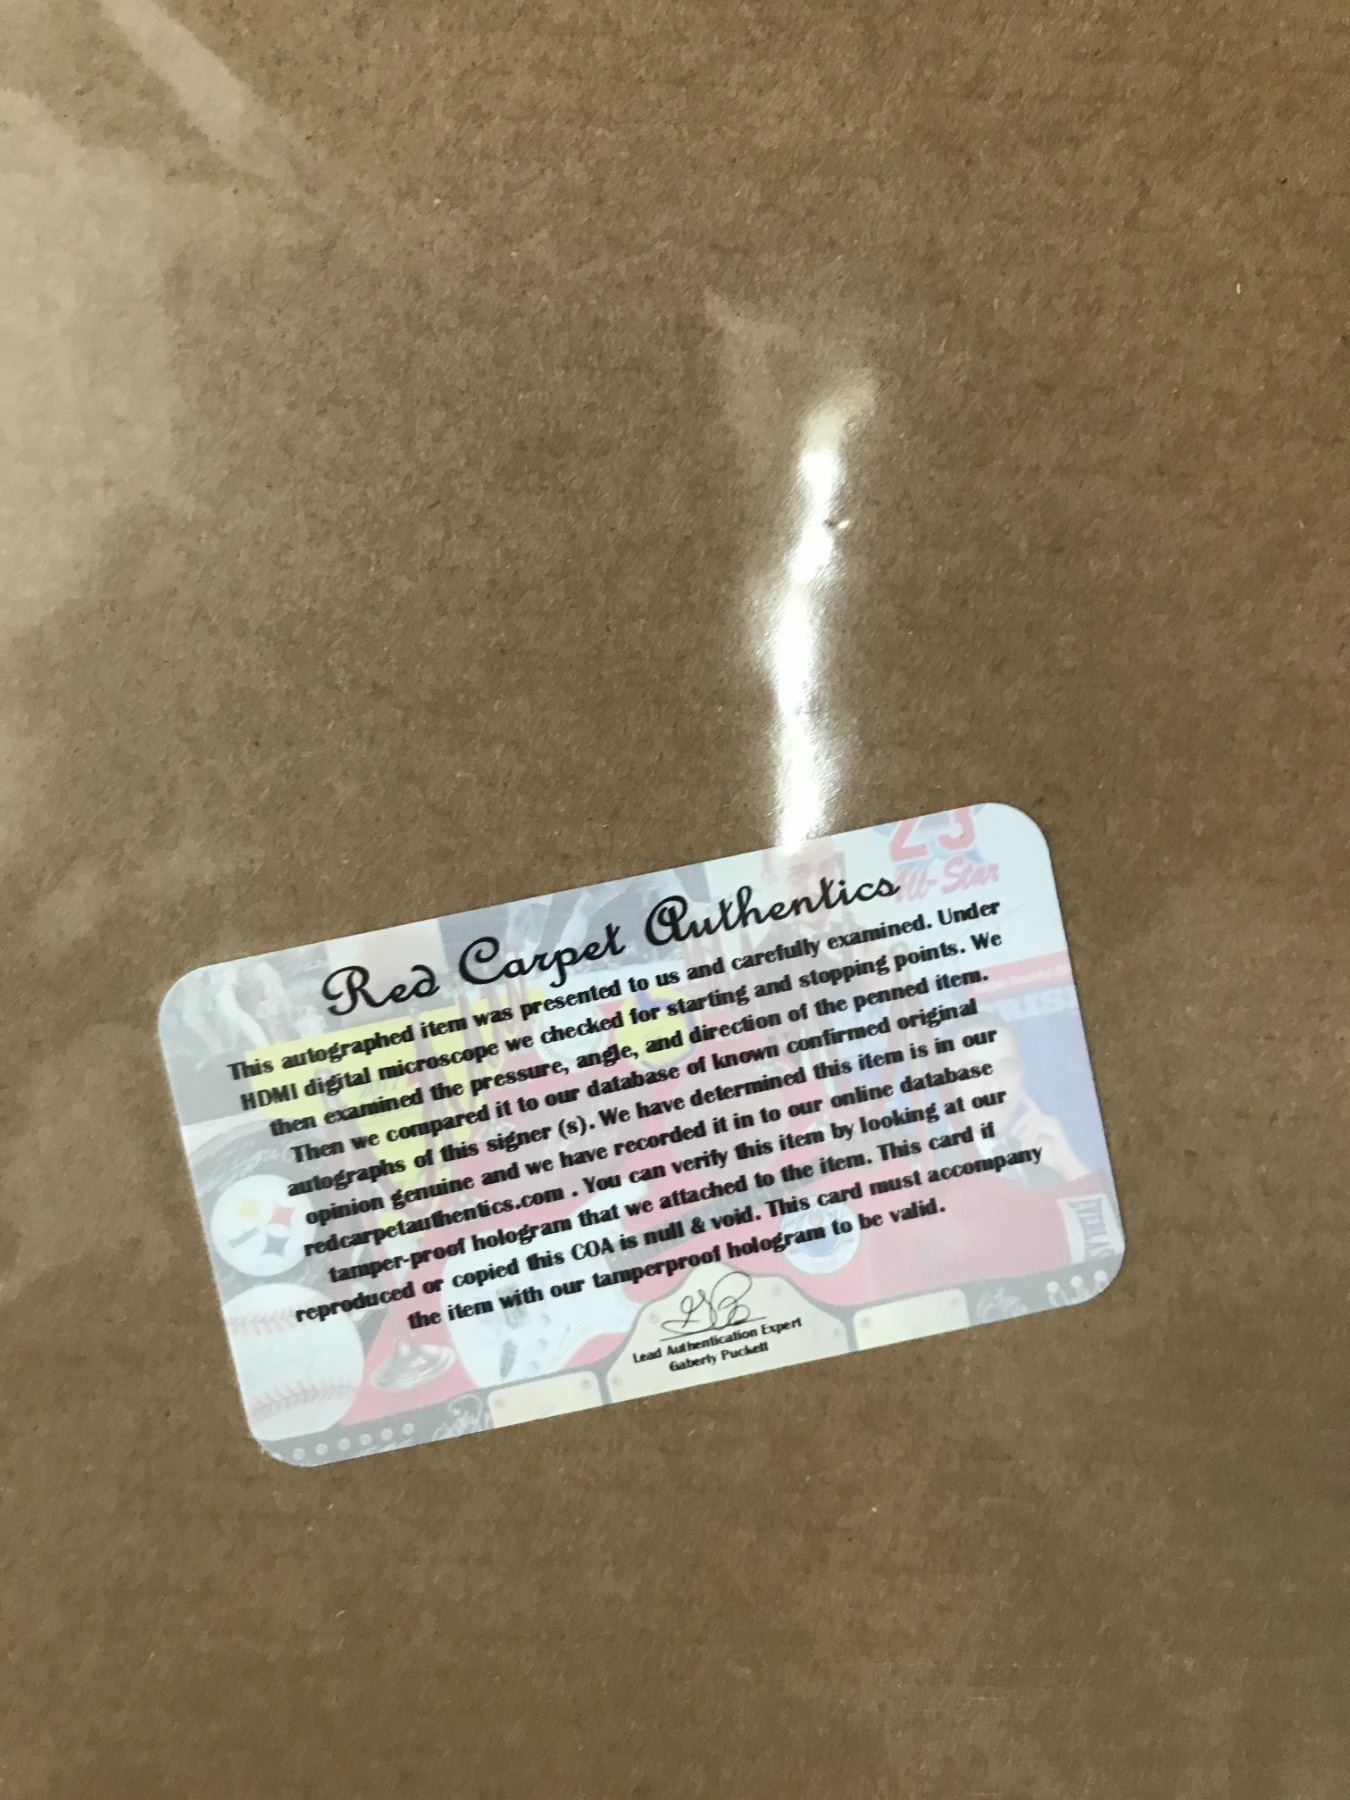 23
All-Star
Red Carpet Authentics
This autographed item was presented to us and carefully examined. Under
HDMI digital microscope we checked for starting and stopping points. We
then examined the pressure, angle, and direction of the penned item.
Then we compared it to our database of known confirmed original
autographs of this signer (s). We have determined this item is in our
opinion genuine and we have recorded it in to our online database
redcarpetauthentics.com . You can verify this item by looking at our
tamper-proof hologram that we attached to the item. This card if
reproduced or copied this COA is null & void. This card must accompany
the item with our tamperproof hologram to be valid.
Lead Authentication Expert
Gaberly Puckett